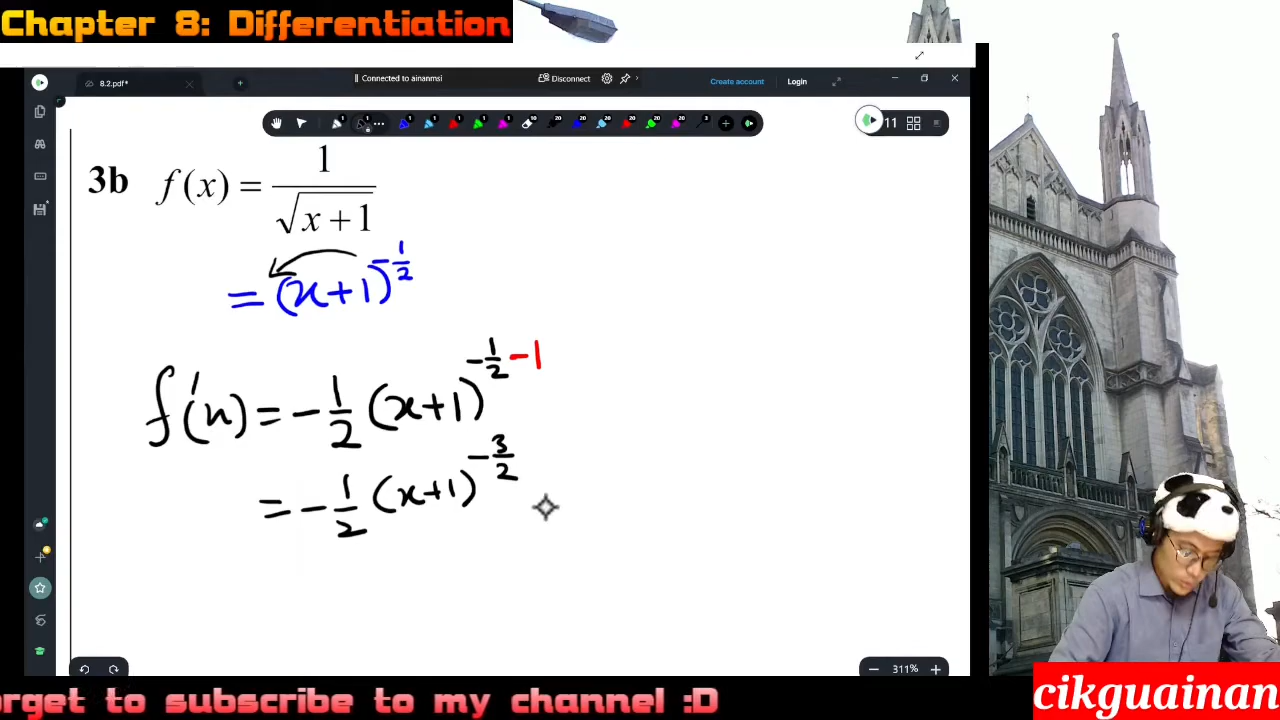 Chapter 8: Differentiation
8.2.pdf*
Connected to ainanmsi
Disconnect
Create account
Login
11
3b f(x) = 1/√(x+1)
= (x+1)^(-1/2)
f'(x) = -1/2 (x+1)^(-1/2 -1)
= -1/2 (x+1)^(-3/2)
311%
orget to subscribe to my channel :D
cikguainan